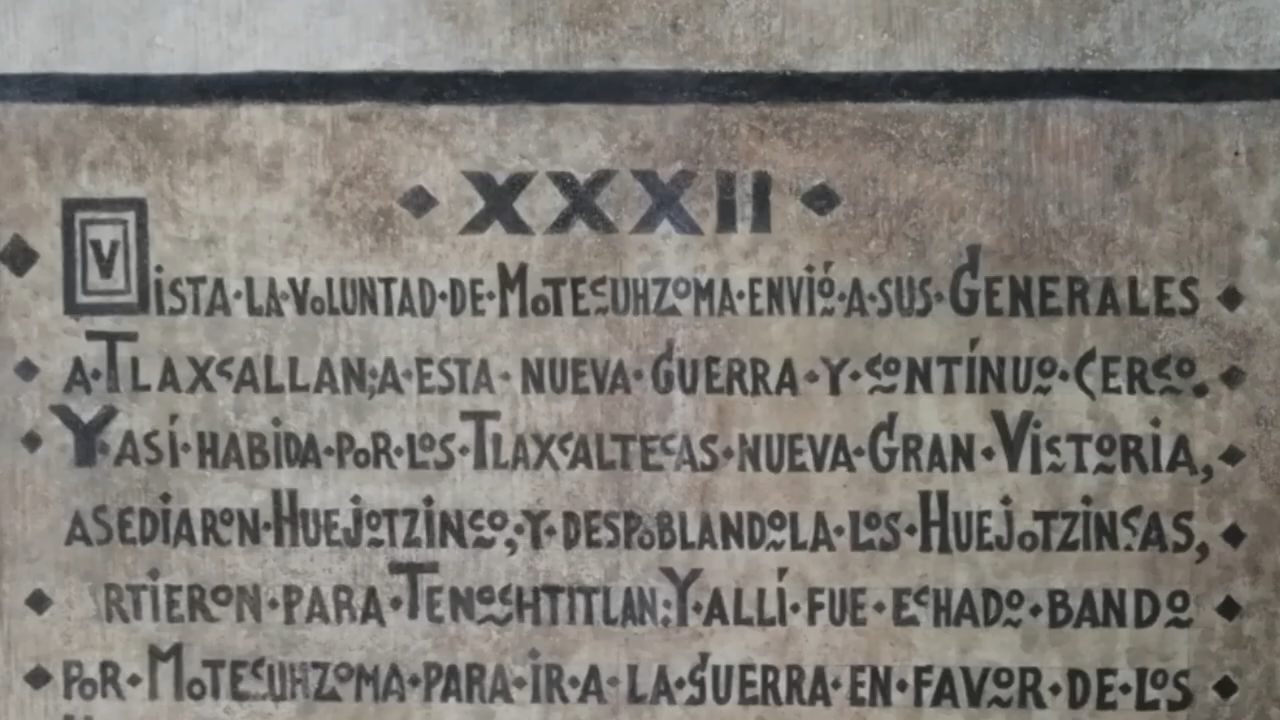 XXXII
VISTA·LA·VOLUNTAD·DE·MOTECUHZOMA·ENVIÓ·A·SUS·GENERALES
A·TLAXCALLAN;A·ESTA·NUEVA·GUERRA·Y·CONTÍNUO·CERCO.
Y·ASÍ·HABIDA·POR·LOS·TLAXCALTECAS·NUEVA·GRAN·VICTORIA,
ASEDIARON·HUEJOTZINCO;Y·DESPOBLANDOLA·LOS·HUEJOTZINCAS,
RTIERON·PARA·TENOCHTITLAN:Y·ALLÍ·FUE·ECHADO·BANDO
POR·MOTECUHZOMA·PARA·IR·A·LA·GUERRA·EN·FAVOR·DE·LOS